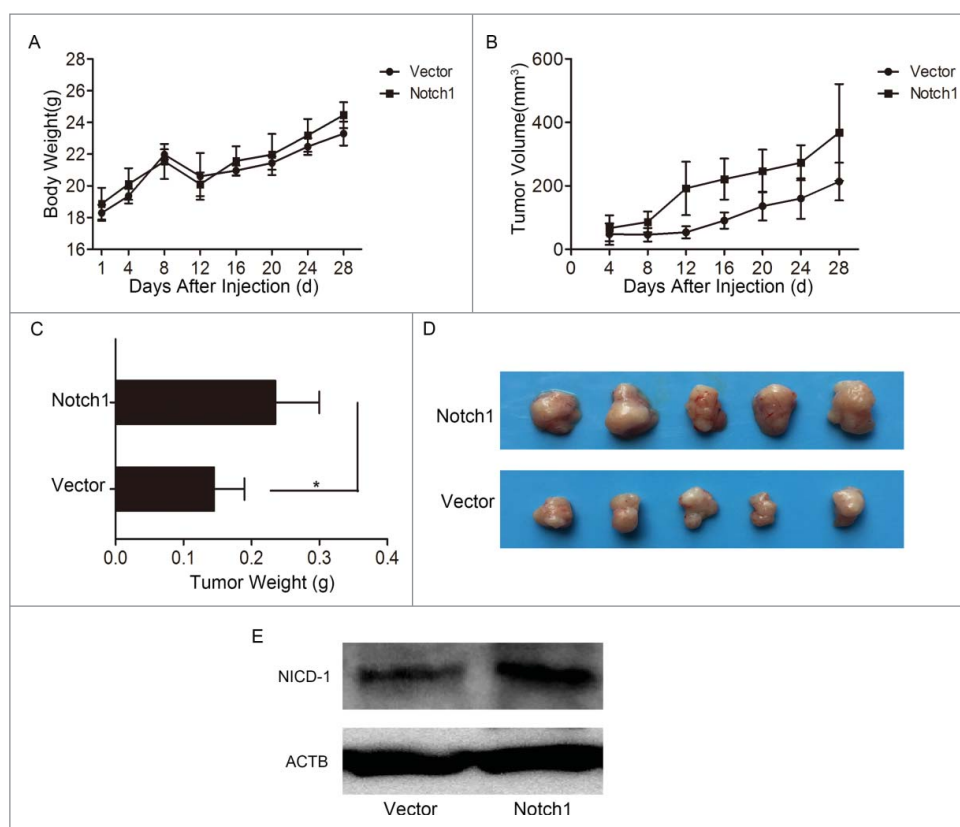 A
28
26
24
22
20
18
16
Body Weight(g)
1 4 8 12 16 20 24 28
Days After Injection (d)
Vector
Notch1
B
600
400
200
0
Tumor Volume(mm³)
0 4 8 12 16 20 24 28
Days After Injection (d)
Vector
Notch1
C
Notch1
Vector
*
0.0 0.1 0.2 0.3 0.4
Tumor Weight (g)
D
Notch1
Vector
E
NICD-1
ACTB
Vector Notch1